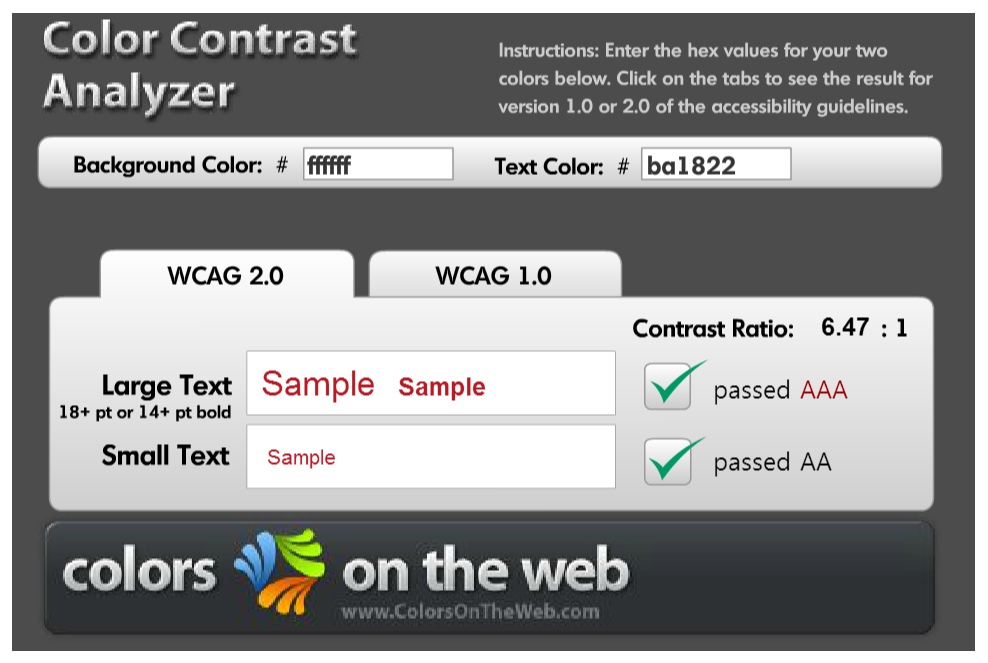 Color Contrast
Analyzer
Instructions: Enter the hex values for your two
colors below. Click on the tabs to see the result for
version 1.0 or 2.0 of the accessibility guidelines.
Background Color: # ffffff Text Color: # ba1822
WCAG 2.0 WCAG 1.0
Contrast Ratio: 6.47 : 1
Large Text Sample Sample passed AAA
18+ pt or 14+ pt bold
Small Text Sample passed AA
colors on the web
www.ColorsOnTheWeb.com